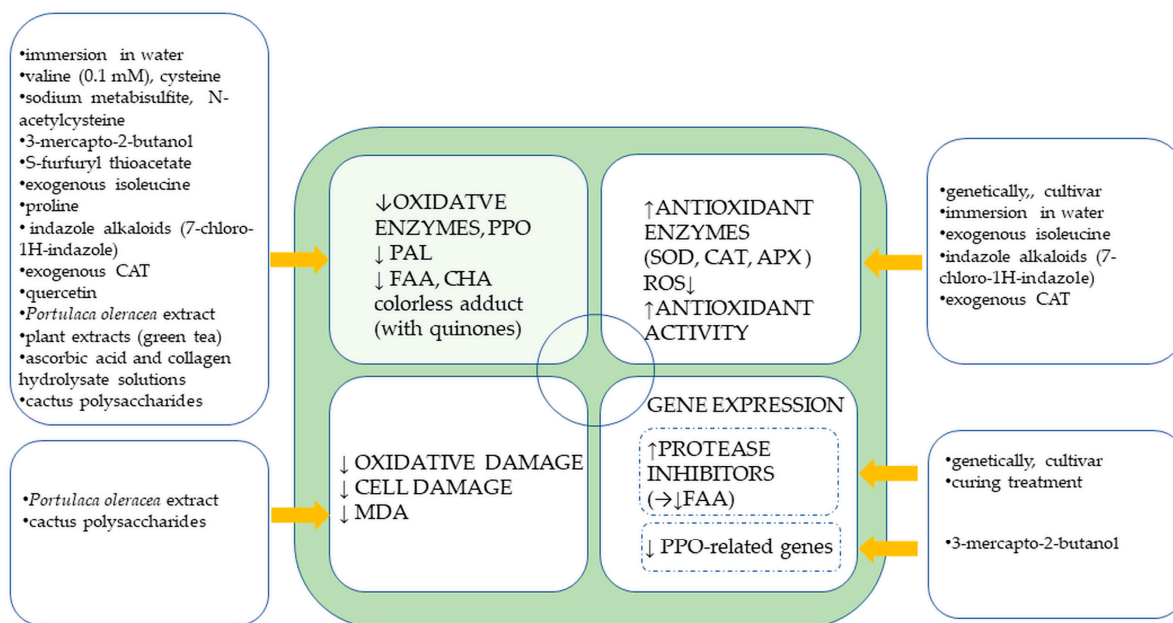 •immersion in water
•valine (0.1 mM), cysteine
•sodium metabisulfite, N-
acetylcysteine
•3-mercapto-2-butanol
•S-furfuryl thioacetate
•exogenous isoleucine
•proline
• indazole alkaloids (7-chloro-
1H-indazole)
•exogenous CAT
•quercetin
•Portulaca oleracea extract
•plant extracts (green tea)
•ascorbic acid and collagen
hydrolysate solutions
•cactus polysaccharides
•Portulaca oleracea extract
•cactus polysaccharides
↓OXIDATVE
ENZYMES, PPO
↓ PAL
↓ FAA, CHA
colorless adduct
(with quinones)
↑ANTIOXIDANT
ENZYMES
(SOD, CAT, APX )
ROS↓
↑ANTIOXIDANT
ACTIVITY
↓ OXIDATIVE DAMAGE
↓ CELL DAMAGE
↓ MDA
GENE EXPRESSION
↑PROTEASE
INHIBITORS
(→↓FAA)
↓ PPO-related genes
•genetically,, cultivar
•immersion in water
•exogenous isoleucine
•indazole alkaloids (7-
chloro-1H-indazole)
•exogenous CAT
•genetically, cultivar
•curing treatment
•3-mercapto-2-butanol